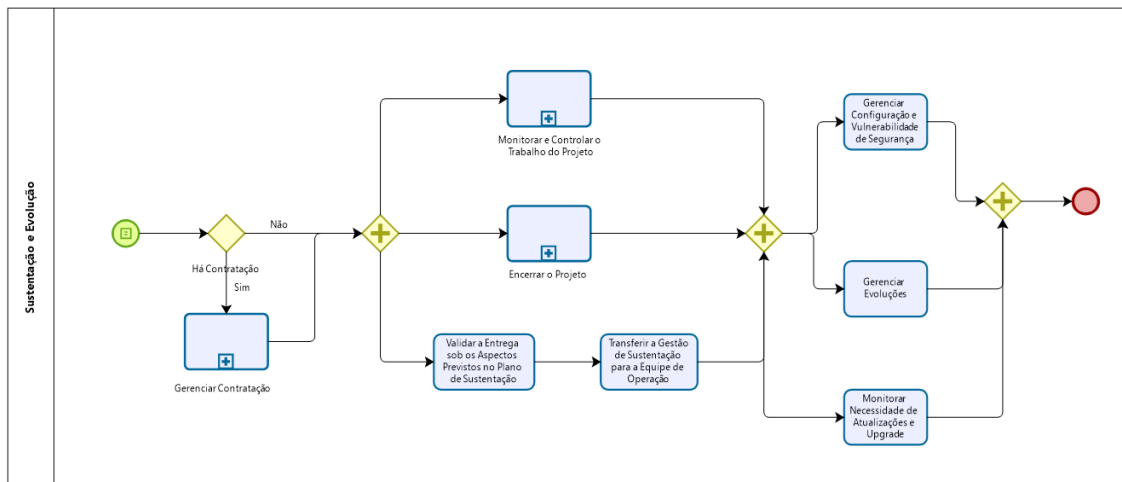 Sustentação e Evolução
Há Contratação
Não
Sim
Gerenciar Contratação
Monitorar e Controlar o
Trabalho do Projeto
Encerrar o Projeto
Validar a Entrega
sob os Aspectos
Previstos no Plano
de Sustentação
Transferir a Gestão
de Sustentação
para a Equipe de
Operação
Gerenciar
Configuração e
Vulnerabilidade
de Segurança
Gerenciar
Evoluções
Monitorar
Necessidade de
Atualizações e
Upgrade